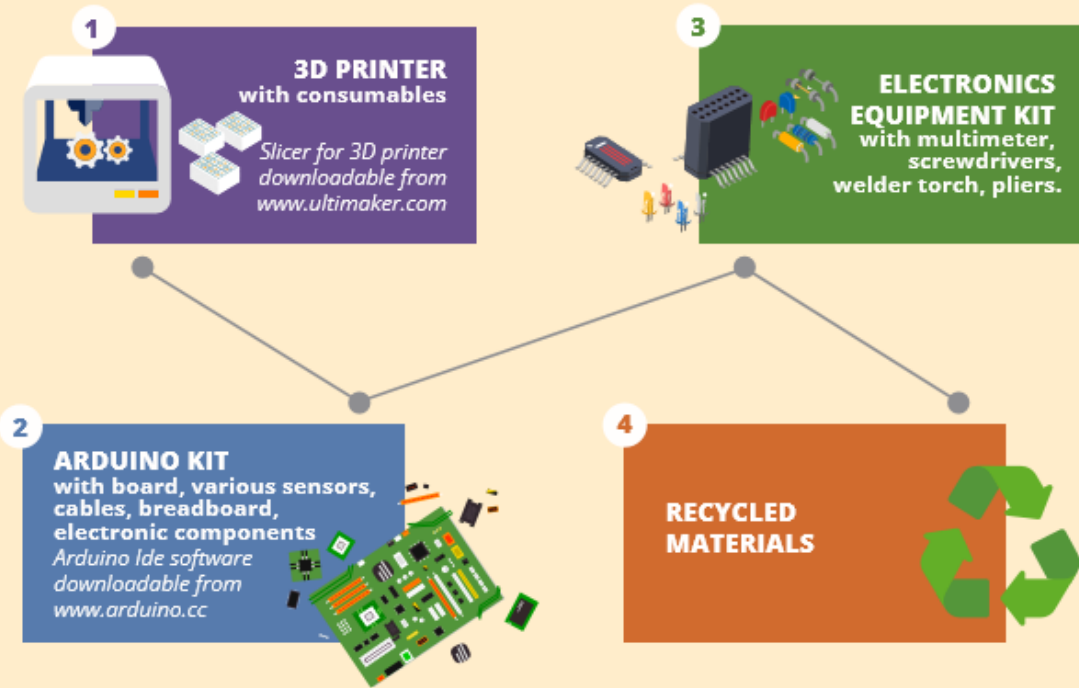 1
3D PRINTER
with consumables
Slicer for 3D printer
downloadable from
www.ultimaker.com
2
ARDUINO KIT
with board, various sensors,
cables, breadboard,
electronic components
Arduino Ide software
downloadable from
www.arduino.cc
3
ELECTRONICS
EQUIPMENT KIT
with multimeter,
screwdrivers,
welder torch, pliers.
4
RECYCLED
MATERIALS